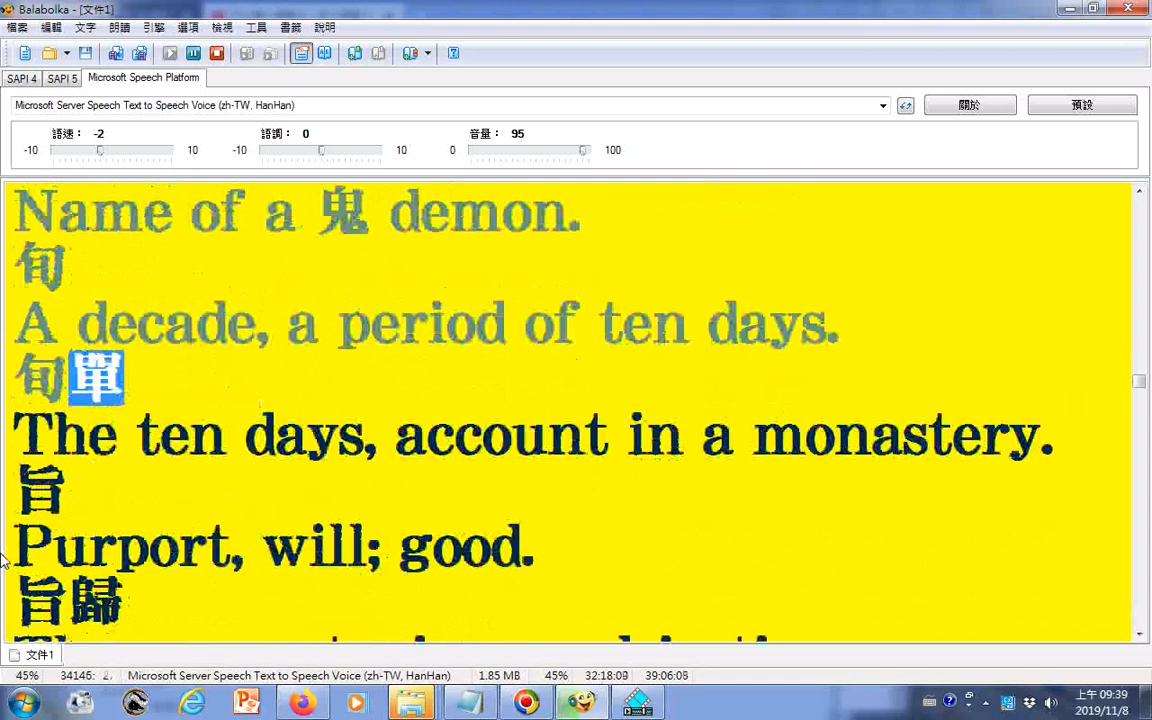 Balabolka - [文件1]
檔案 編輯 文字 朗讀 引擎 選項 檢視 工具 書籤 說明
SAPI 4 SAPI 5 Microsoft Speech Platform
Microsoft Server Speech Text to Speech Voice (zh-TW, HanHan) 關於 預設
語速： -2 語調： 0 音量： 95
-10 10 -10 10 0 100
Name of a 鬼 demon.
旬
A decade, a period of ten days.
旬單
The ten days, account in a monastery.
旨
Purport, will; good.
旨歸
文件1
45% 34145: Microsoft Server Speech Text to Speech Voice (zh-TW, HanHan) 1.85 MB 45% 32:18:09 39:06:08
上午 09:39
2019/11/8